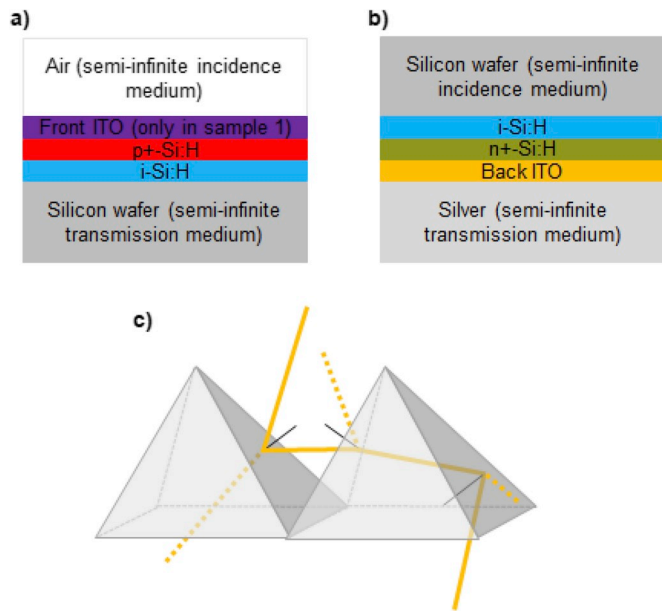 a)
Air (semi-infinite incidence
medium)
Front ITO (only in sample 1)
p+-Si:H
i-Si:H
Silicon wafer (semi-infinite
transmission medium)
b)
Silicon wafer (semi-infinite
incidence medium)
i-Si:H
n+-Si:H
Back ITO
Silver (semi-infinite
transmission medium)
c)